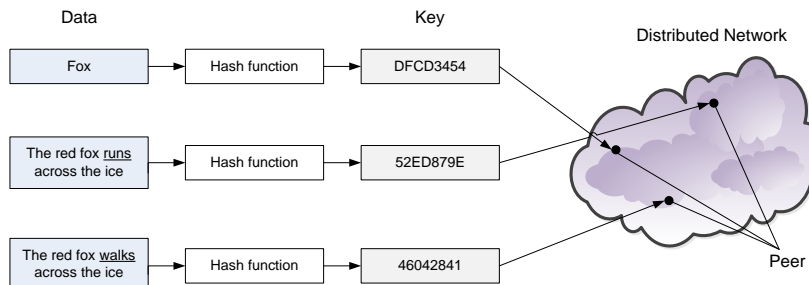 Data
Key
Distributed Network
Fox
Hash function
DFCD3454
The red fox runs
across the ice
Hash function
52ED879E
The red fox walks
across the ice
Hash function
46042841
Peer